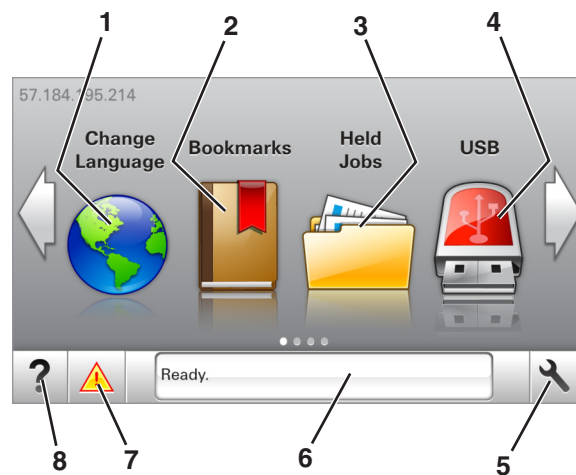 1 2 3 4
57.184.195.214
Change
Language
Bookmarks
Held
Jobs
USB
?
Ready.
8 7 6 5